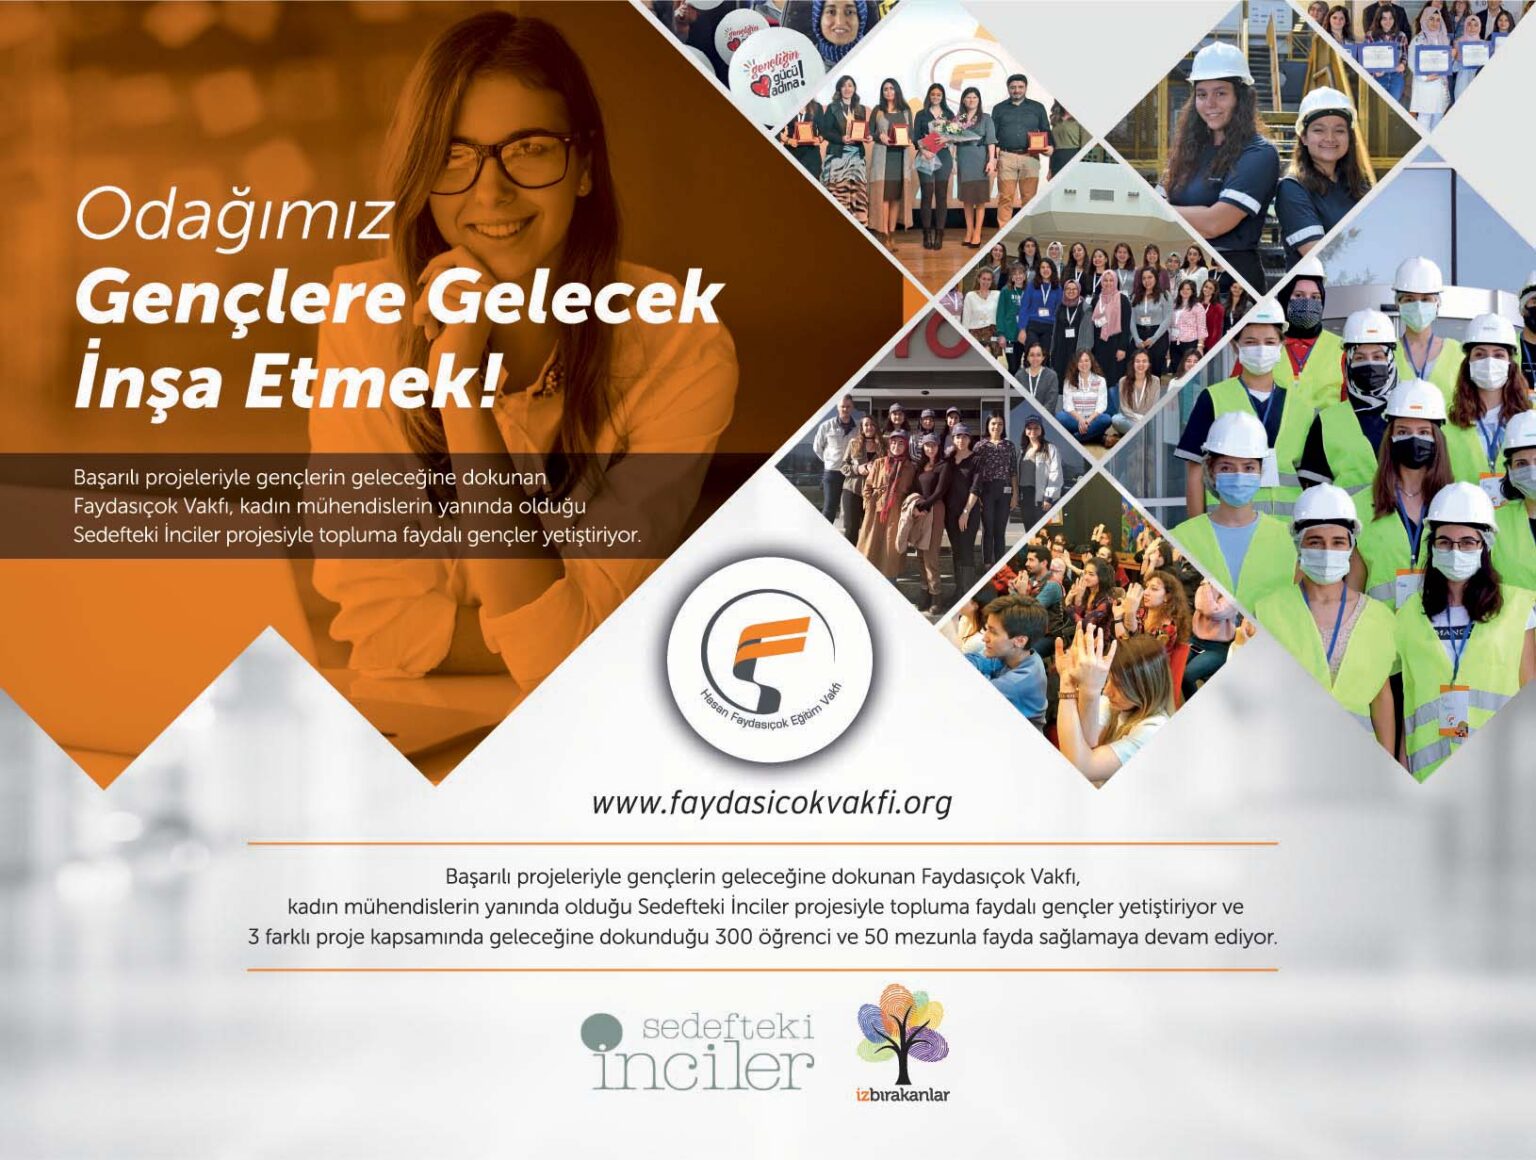 Odağımız
Gençlere Gelecek
İnşa Etmek!
Başarılı projeleriyle gençlerin geleceğine dokunan
Faydasıçok Vakfı, kadın mühendislerin yanında olduğu
Sedefteki İnciler projesiyle topluma faydalı gençler yetiştiriyor.
gençliğin
gücü
adına!
Hasan Faydasıçok Eğitim Vakfı
www.faydasicokvakfi.org
Başarılı projeleriyle gençlerin geleceğine dokunan Faydasıçok Vakfı,
kadın mühendislerin yanında olduğu Sedefteki İnciler projesiyle topluma faydalı gençler yetiştiriyor ve
3 farklı proje kapsamında geleceğine dokunduğu 300 öğrenci ve 50 mezunla fayda sağlamaya devam ediyor.
sedefteki
inciler
izbırakanlar